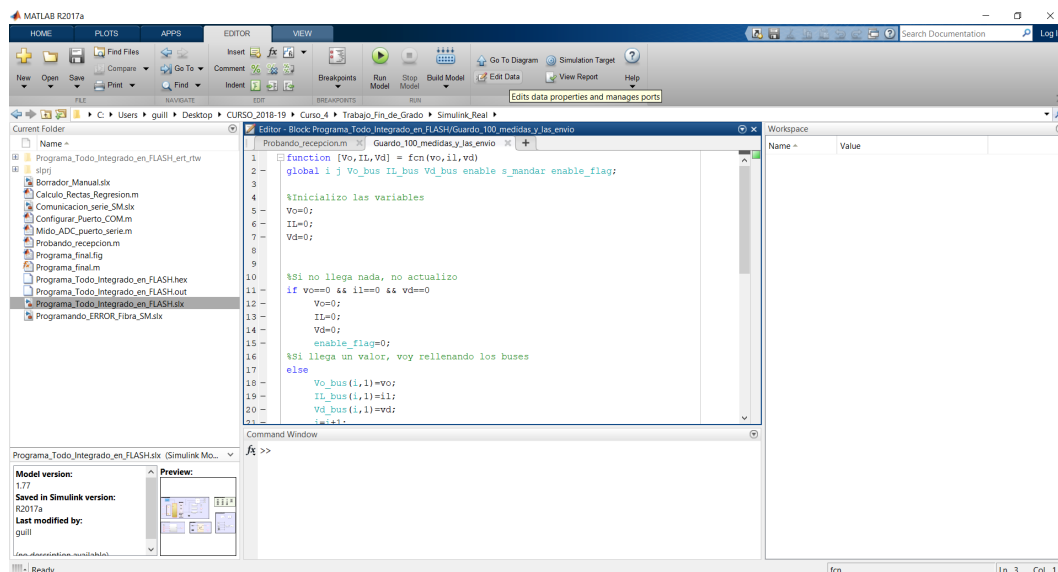 MATLAB R2017a
HOME PLOTS APPS EDITOR VIEW Search Documentation Log I
New Open Save Find Files Compare Print Go To Find Insert Comment Indent fx Breakpoints Run Model Stop Model Build Model Go To Diagram Edit Data Simulation Target View Report Help
FILE NAVIGATE EDIT BREAKPOINTS RUN
Edits data properties and manages ports
C: Users guill Desktop CURSO_2018-19 Curso_4 Trabajo_Fin_de_Grado Simulink_Real
Current Folder
Name
Programa_Todo_Integrado_en_FLASH_ert_rtw
slprj
Borrador_Manual.slx
Calculo_Rectas_Regresion.m
Comunicacion_serie_SM.slx
Configurar_Puerto_COM.m
Mido_ADC_puerto_serie.m
Probando_recepcion.m
Programa_final.fig
Programa_final.m
Programa_Todo_Integrado_en_FLASH.hex
Programa_Todo_Integrado_en_FLASH.out
Programa_Todo_Integrado_en_FLASH.slx
Programando_ERROR_Fibra_SM.slx
Programa_Todo_Integrado_en_FLASH.slx (Simulink Mo...
Model version:
1.77
Saved in Simulink version:
R2017a
Last modified by:
guill
(no description available)
Preview:
Editor - Block: Programa_Todo_Integrado_en_FLASH/Guardo_100_medidas_y_las_envio
Probando_recepcion.m Guardo_100_medidas_y_las_envio
1 function [Vo,IL,Vd] = fcn(vo,il,vd)
2 global i j Vo_bus IL_bus Vd_bus enable s_mandar enable_flag;
3
4 %Inicializo las variables
5 Vo=0;
6 IL=0;
7 Vd=0;
8
9
10 %Si no llega nada, no actualizo
11 if vo==0 && il==0 && vd==0
12 Vo=0;
13 IL=0;
14 Vd=0;
15 enable_flag=0;
16 %Si llega un valor, voy rellenando los buses
17 else
18 Vo_bus(i,1)=vo;
19 IL_bus(i,1)=il;
20 Vd_bus(i,1)=vd;
21 i=i+1;
Command Window
fx >>
Workspace
Name Value
Ready
fcn Ln 3 Col 1